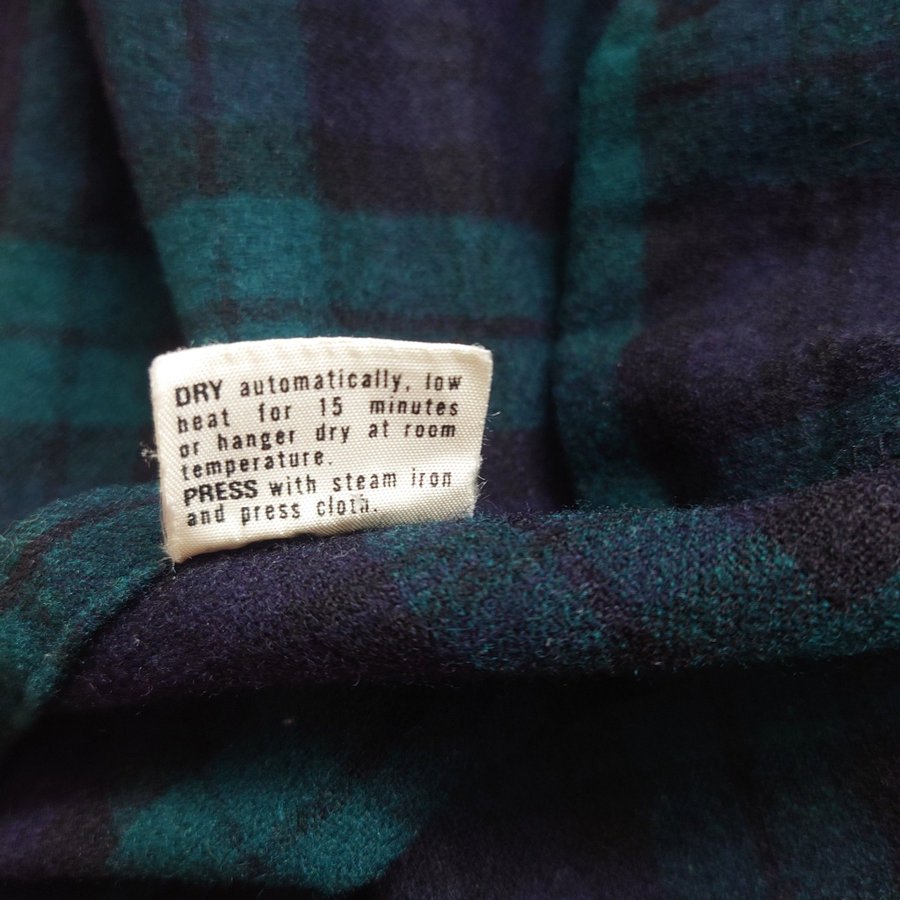 DRY automatically, low
heat for 15 minutes
or hanger dry at room
temperature.
PRESS with steam iron
and press cloth.